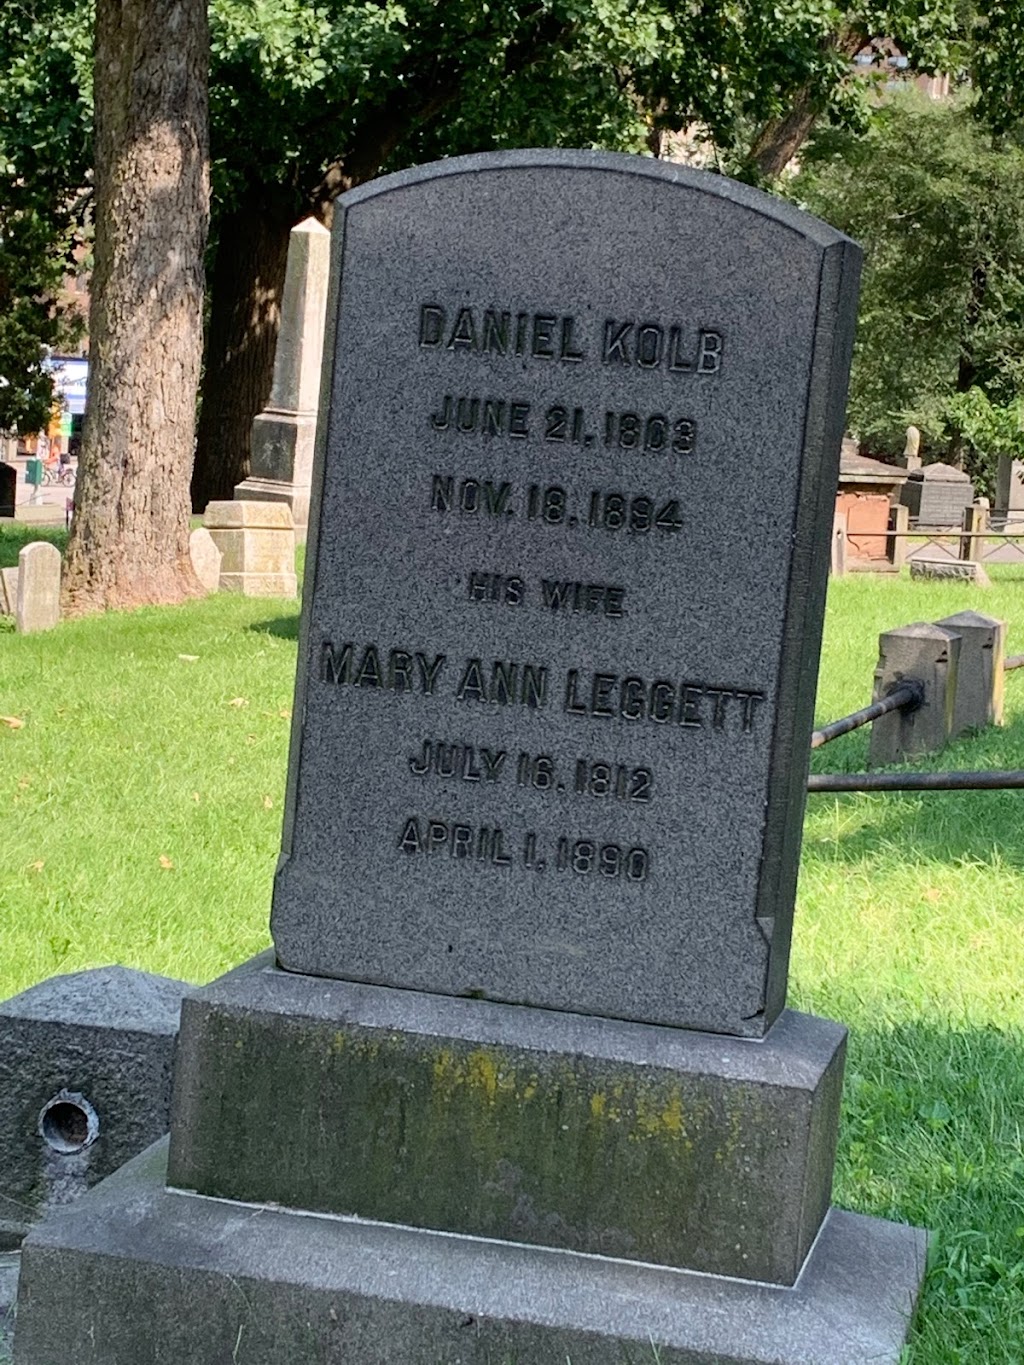 DANIEL KOLB
JUNE 21, 1803
NOV. 18, 1894
HIS WIFE
MARY ANN LEGGETT
JULY 16, 1812
APRIL 1, 1890